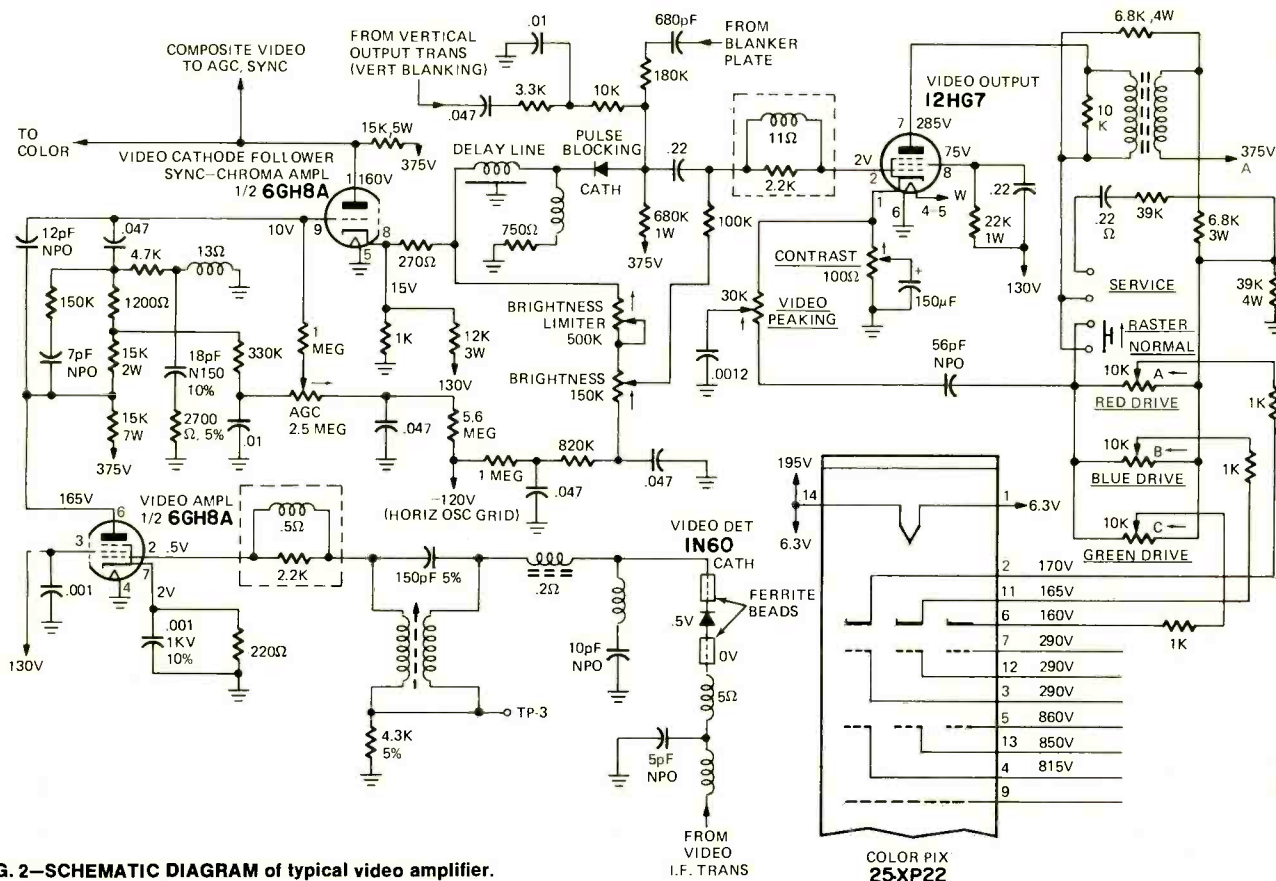 COMPOSITE VIDEO
TO AGC, SYNC
TO
COLOR
VIDEO CATHODE FOLLOWER
SYNC–CHROMA AMPL
1/2 6GH8A
15K,5W
375V
1
160V
10V
9
8
5
15V
FROM VERTICAL
OUTPUT TRANS
(VERT BLANKING)
.047
3.3K
.01
10K
680pF
180K
FROM
BLANKER
PLATE
DELAY LINE
PULSE
BLOCKING
CATH
750Ω
270Ω
680K
1W
375V
.22
100K
11Ω
2.2K
VIDEO OUTPUT
12HG7
7
285V
2V
2
75V
8
1
6
4-5
W
22K
1W
.22
130V
CONTRAST
100Ω
+
150µF
30K
VIDEO
PEAKING
.0012
56pF
NPO
6.8K ,4W
10
K
375V
A
.22
Ω
39K
6.8K
3W
39K
4W
SERVICE
RASTER
NORMAL
10K
A
RED DRIVE
10K
B
BLUE DRIVE
10K
C
GREEN DRIVE
1K
1K
1K
12pF
NPO
.047
4.7K
13Ω
150K
1200Ω
7pF
NPO
15K
2W
18pF
N150
10%
330K
1
MEG
15K
7W
375V
2700
Ω, 5%
.01
AGC
2.5 MEG
.047
1K
12K
3W
130V
5.6
MEG
–120V
(HORIZ OSC GRID)
1 MEG
.047
820K
.047
BRIGHTNESS
LIMITER
500K
BRIGHTNESS
150K
165V
VIDEO AMPL
1/2 6GH8A
6
3
2
.5V
7
4
2V
.001
130V
.001
1KV
10%
220Ω
.5Ω
2.2K
150pF 5%
.2Ω
TP-3
4.3K
5%
10pF
NPO
VIDEO DET
1N60
CATH
FERRITE
BEADS
.5V
0V
5Ω
5pF
NPO
FROM
VIDEO
I.F. TRANS
195V
14
6.3V
1
6.3V
2
170V
11
165V
6
160V
7
290V
12
290V
3
290V
5
860V
13
850V
4
815V
9
COLOR PIX
25XP22
G. 2—SCHEMATIC DIAGRAM of typical video amplifier.